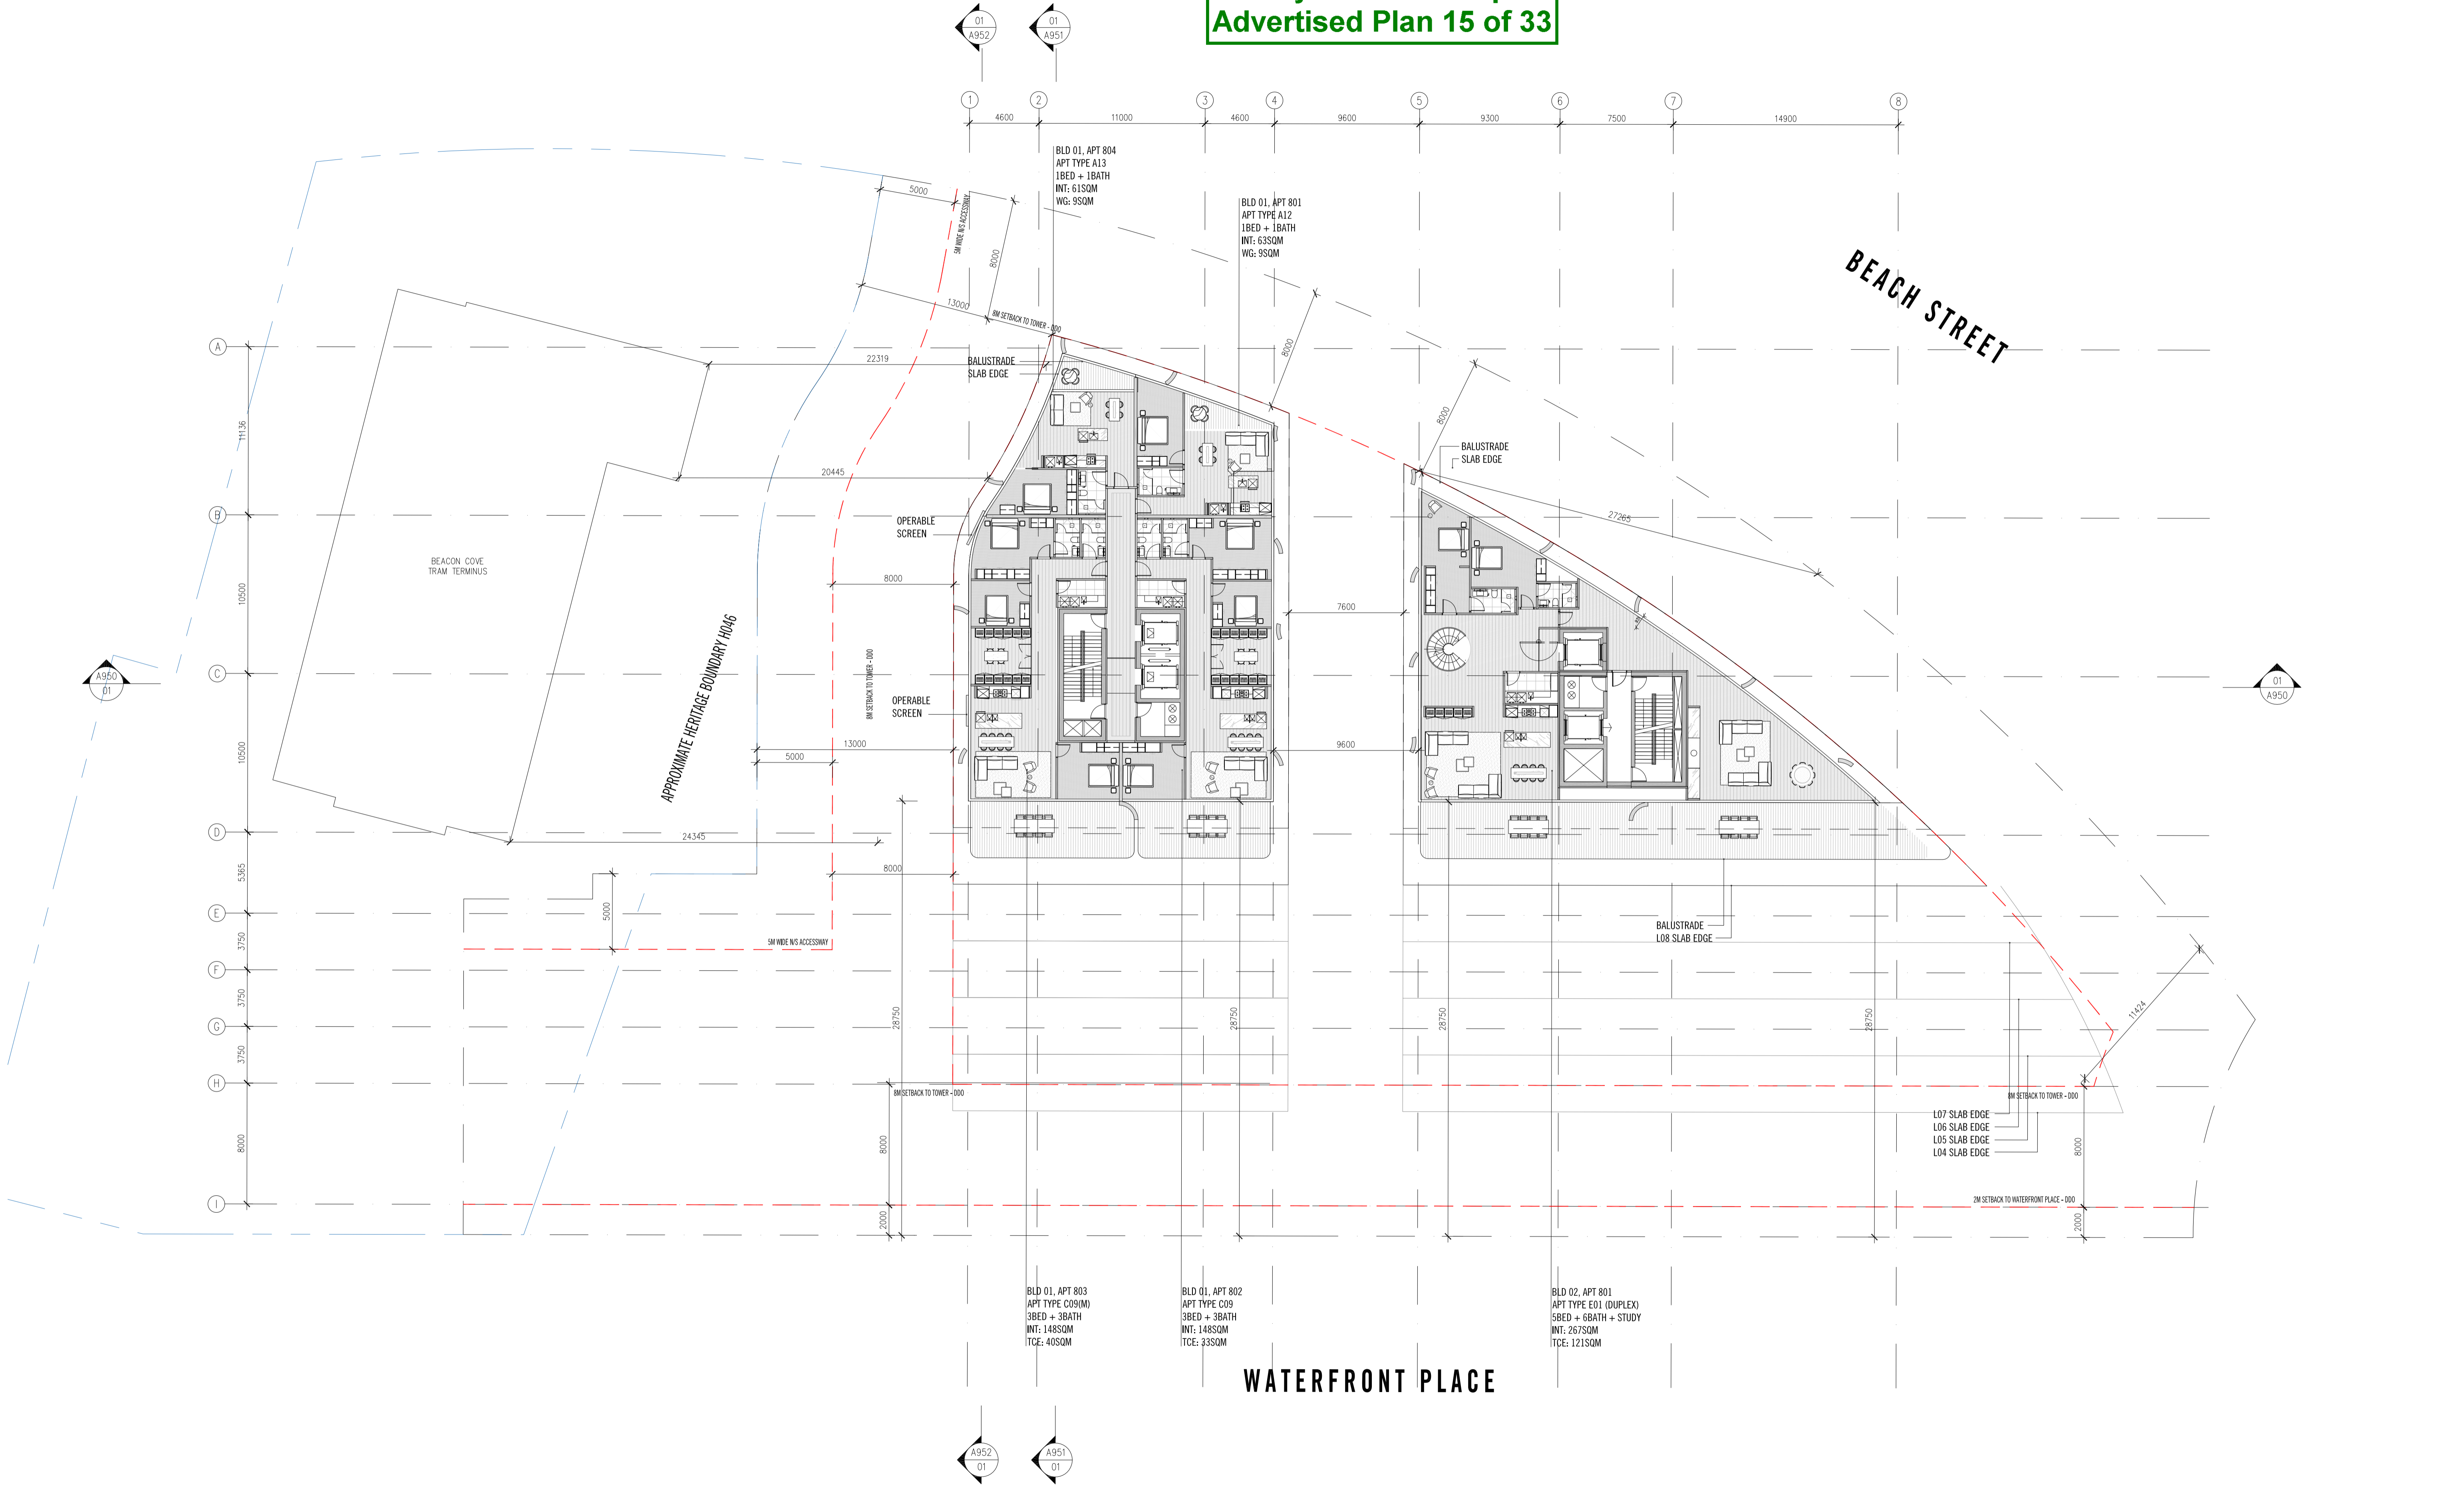 Advertised Plan 15 of 33
01
A952
01
A951
1
2
3
4
5
6
7
8
4600
11000
4600
9600
9300
7500
14900
BLD 01, APT 804
APT TYPE A13
1BED + 1BATH
INT: 61SQM
WG: 9SQM
BLD 01, APT 801
APT TYPE A12
1BED + 1BATH
INT: 63SQM
WG: 9SQM
5000
5M WIDE N/S ACCESSWAY
8000
13000
8M SETBACK TO TOWER - DDO
BEACH STREET
8000
8000
A
22319
BALUSTRADE
SLAB EDGE
11136
20445
BALUSTRADE
SLAB EDGE
B
OPERABLE
SCREEN
27265
BEACON COVE
TRAM TERMINUS
10500
8000
7600
APPROXIMATE HERITAGE BOUNDARY H046
8M SETBACK TO TOWER - DDO
C
A950
01
01
A950
OPERABLE
SCREEN
10500
13000
5000
9600
D
24345
5365
8000
E
5000
BALUSTRADE
L08 SLAB EDGE
3750
5M WIDE N/S ACCESSWAY
F
3750
28750
28750
28750
28750
11424
G
3750
H
8M SETBACK TO TOWER - DDO
8M SETBACK TO TOWER - DDO
L07 SLAB EDGE
L06 SLAB EDGE
L05 SLAB EDGE
L04 SLAB EDGE
8000
8000
8000
I
2M SETBACK TO WATERFRONT PLACE - DDO
2000
2000
BLD 01, APT 803
APT TYPE C09(M)
3BED + 3BATH
INT: 148SQM
TCE: 40SQM
BLD 01, APT 802
APT TYPE C09
3BED + 3BATH
INT: 148SQM
TCE: 33SQM
BLD 02, APT 801
APT TYPE E01 (DUPLEX)
5BED + 6BATH + STUDY
INT: 267SQM
TCE: 121SQM
WATERFRONT PLACE
A952
01
A951
01